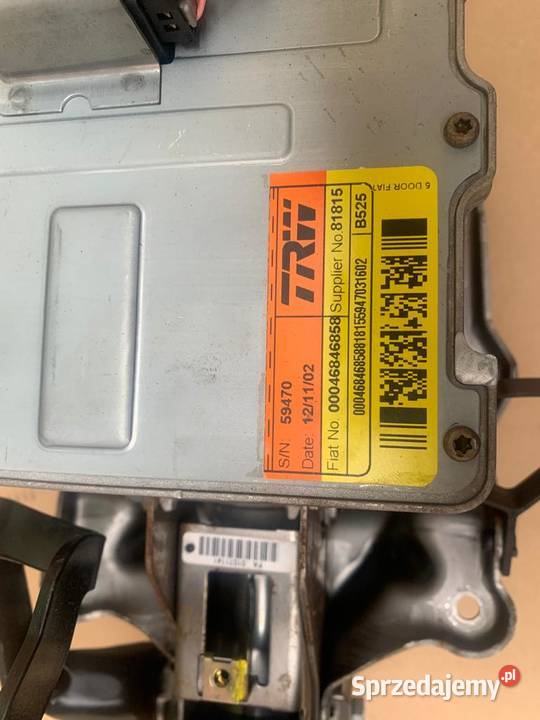 TRW
S/N: 59470
Date: 12/11/02
Fiat No. 00046846858 Supplier No. 81815
00046846858818155947031602 B525
5 DOOR FIAT
Sprzedajemy.pl